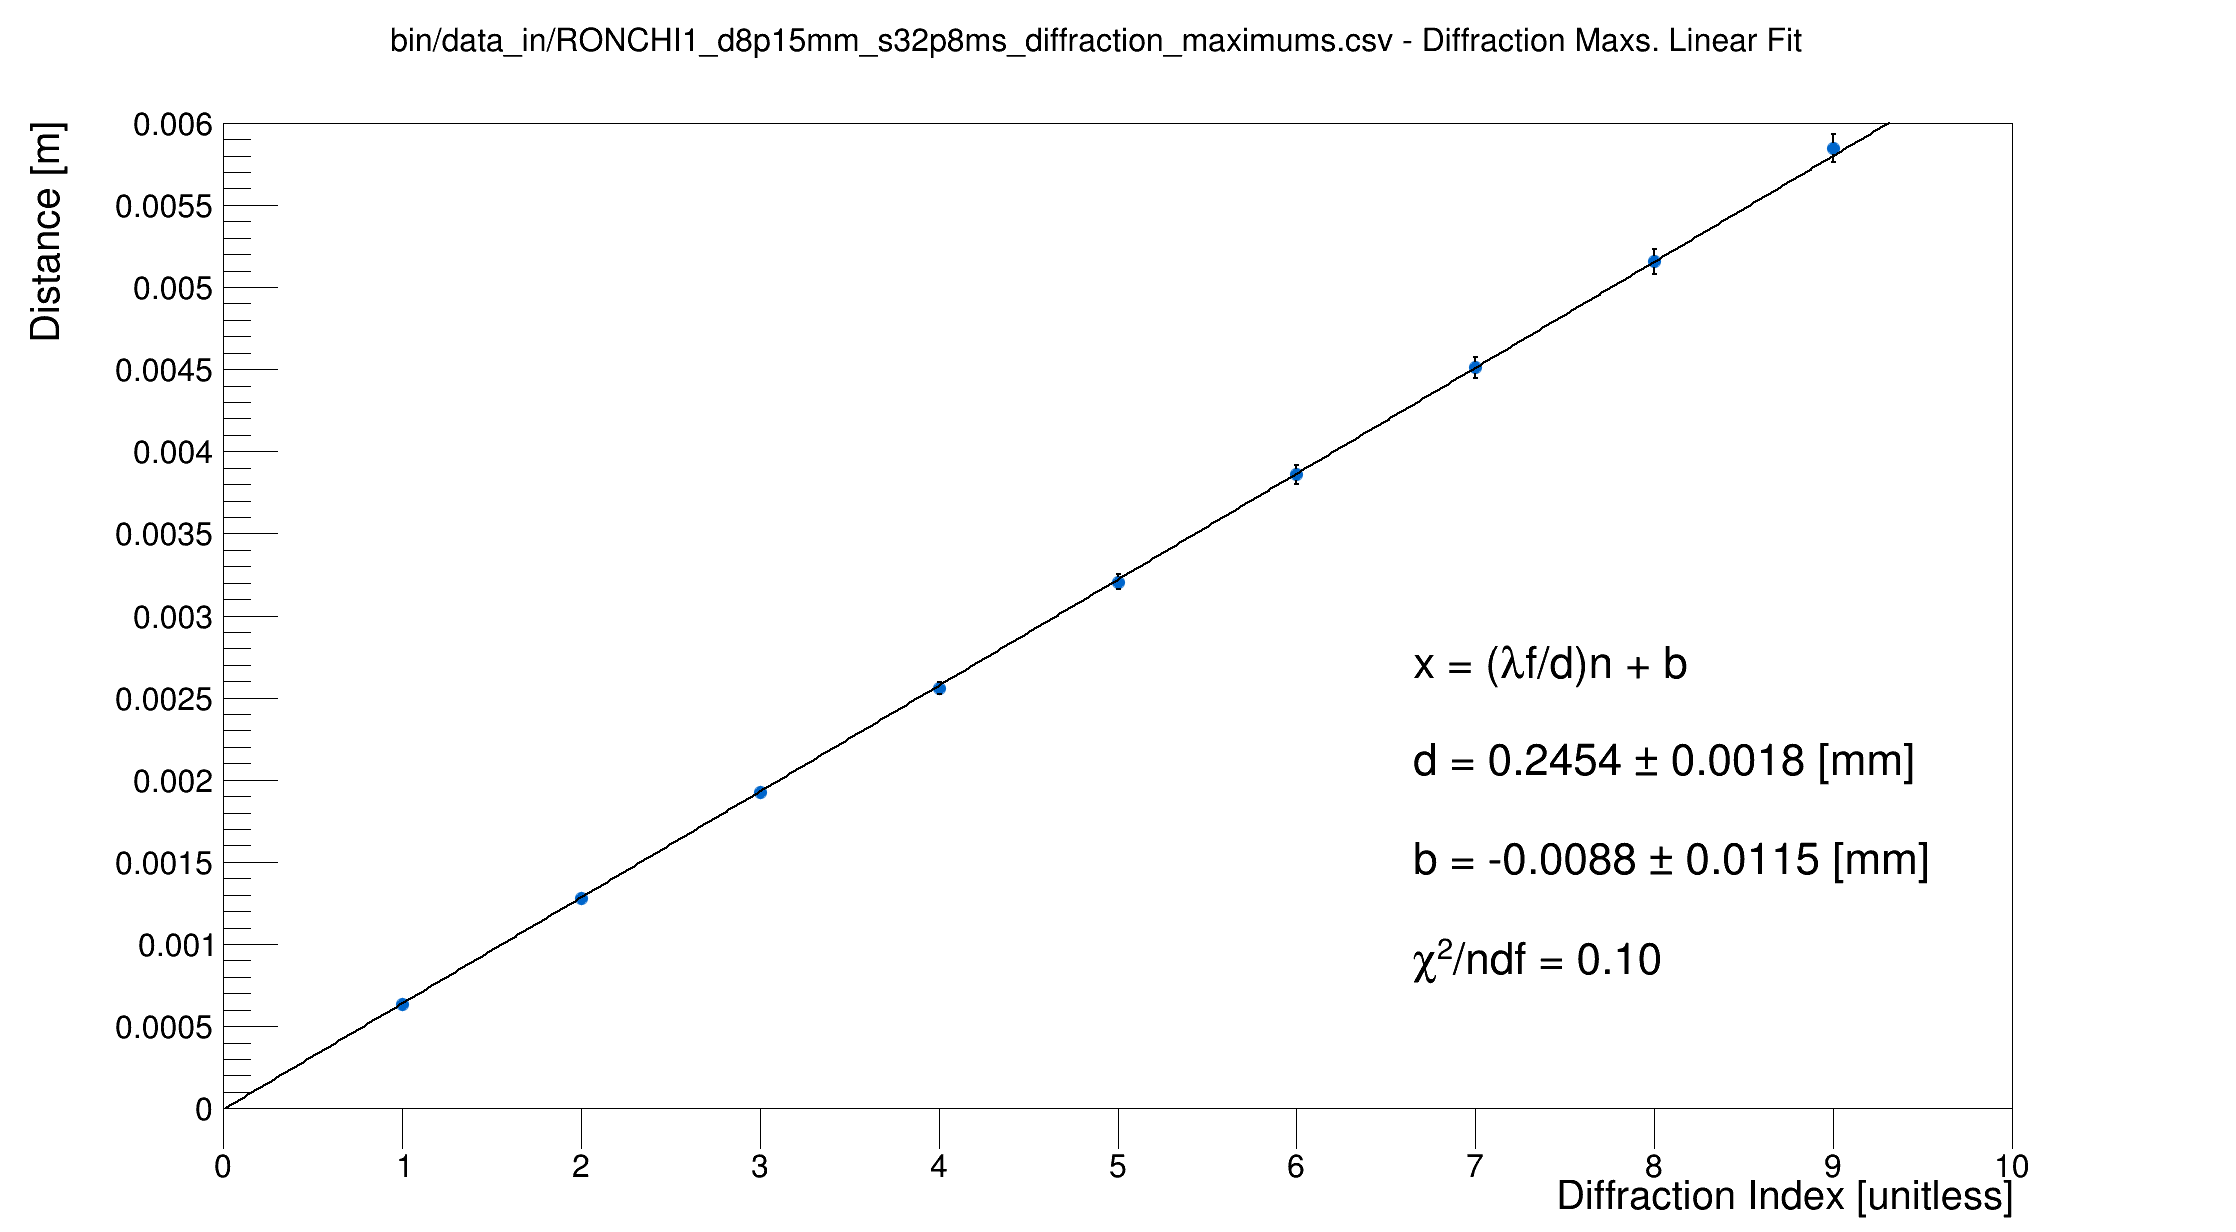 bin/data_in/RONCHI1_d8p15mm_s32p8ms_diffraction_maximums.csv - Diffraction Maxs. Linear Fit
Distance [m]
0.006
0.0055
0.005
0.0045
0.004
0.0035
0.003
0.0025
0.002
0.0015
0.001
0.0005
0
x = (λf/d)n + b
d = 0.2454 ± 0.0018 [mm]
b = -0.0088 ± 0.0115 [mm]
χ²/ndf = 0.10
0 1 2 3 4 5 6 7 8 9 10
Diffraction Index [unitless]